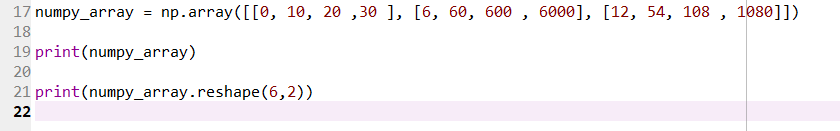 17 numpy_array = np.array([[0, 10, 20 ,30 ], [6, 60, 600 , 6000], [12, 54, 108 , 1080]])
18
19 print(numpy_array)
20
21 print(numpy_array.reshape(6,2))
22